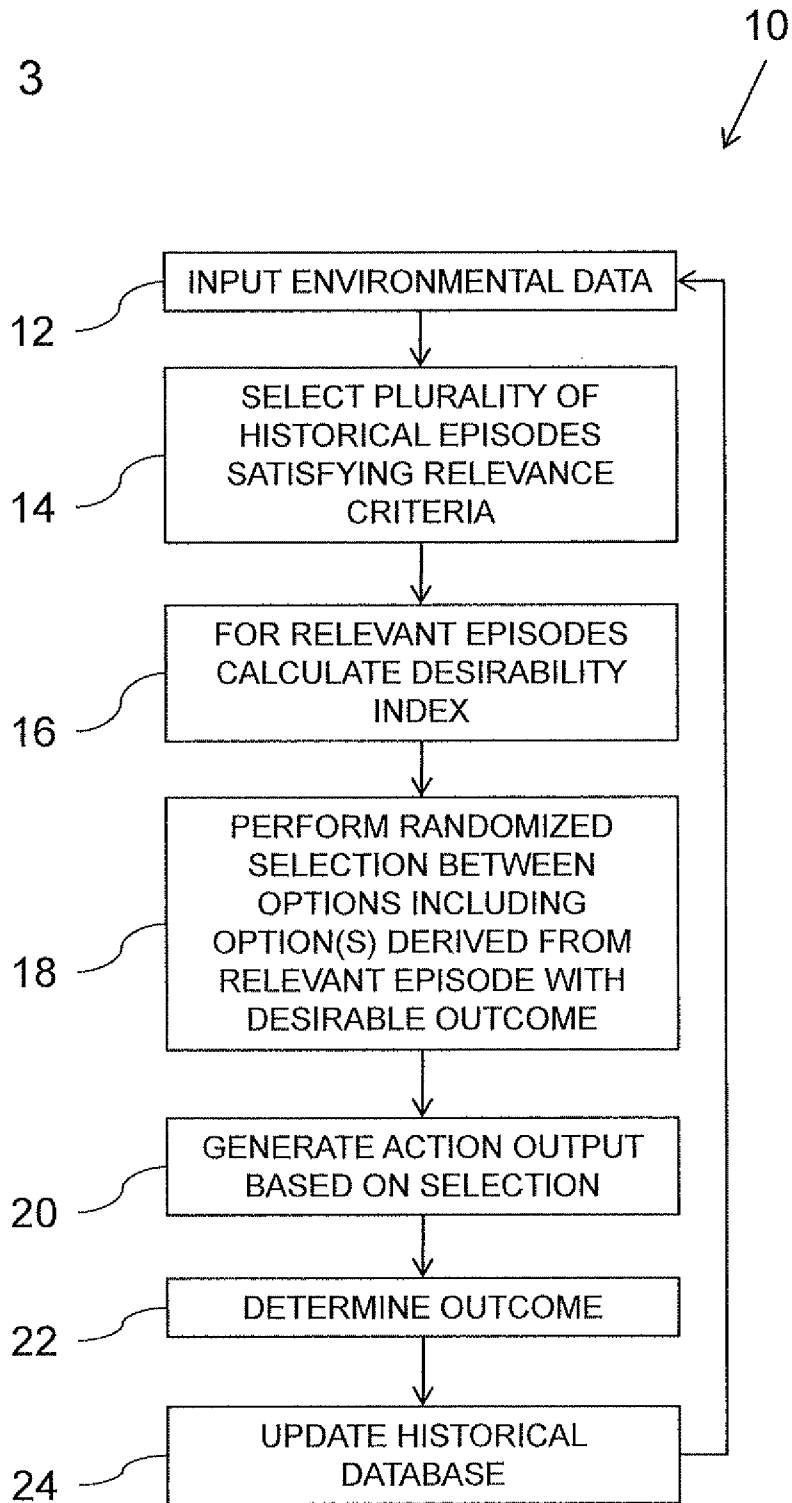 10
3
INPUT ENVIRONMENTAL DATA
12
SELECT PLURALITY OF
HISTORICAL EPISODES
SATISFYING RELEVANCE
CRITERIA
14
FOR RELEVANT EPISODES
CALCULATE DESIRABILITY
INDEX
16
PERFORM RANDOMIZED
SELECTION BETWEEN
OPTIONS INCLUDING
OPTION(S) DERIVED FROM
RELEVANT EPISODE WITH
DESIRABLE OUTCOME
18
GENERATE ACTION OUTPUT
BASED ON SELECTION
20
DETERMINE OUTCOME
22
UPDATE HISTORICAL
DATABASE
24